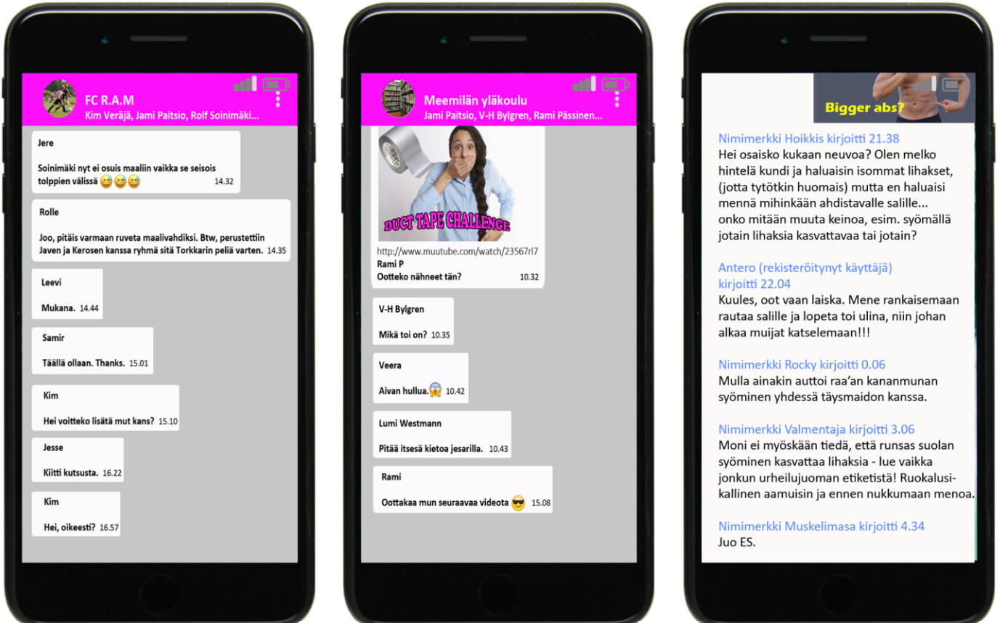 FC R.A.M
Kim Veräjä, Jami Paitsio, Rolf Soinimäki...
Jere
Soinimäki nyt ei osuis maaliin vaikka se seisois
tolppien välissä 😅😅😅 14.32
Rolle
Joo, pitäis varmaan ruveta maalivahdiksi. Btw, perustettiin
Javen ja Kerosen kanssa ryhmä sitä Torkkarin peliä varten. 14.35
Leevi
Mukana. 14.44
Samir
Täällä ollaan. Thanks. 15.01
Kim
Hei voitteko lisätä mut kans? 15.10
Jesse
Kiitti kutsusta. 16.22
Kim
Hei, oikeesti? 16.57
Meemilän yläkoulu
Jami Paitsio, V-H Bylgren, Rami Pässinen...
DUCT TAPE CHALLENGE
http://www.muutube.com/watch/23567rl7
Rami P
Ootteko nähneet tän? 10.32
V-H Bylgren
Mikä toi on? 10.35
Veera
Aivan hullua.😱 10.42
Lumi Westmann
Pitää itsesä kietoa jesarilla. 10.43
Rami
Oottakaa mun seuraavaa videota 😎 15.08
Bigger abs?
Nimimerkki Hoikkis kirjoitti 21.38
Hei osaisko kukaan neuvoa? Olen melko
hintelä kundi ja haluaisin isommat lihakset,
(jotta tytötkin huomais) mutta en haluaisi
mennä mihinkään ahdistavalle salille...
onko mitään muuta keinoa, esim. syömällä
jotain lihaksia kasvattavaa tai jotain?
Antero (rekisteröitynyt käyttäjä)
kirjoitti 22.04
Kuules, oot vaan laiska. Mene rankaisemaan
rautaa salille ja lopeta toi ulina, niin johan
alkaa muijat katselemaan!!!
Nimimerkki Rocky kirjoitti 0.06
Mulla ainakin auttoi raa'an kananmunan
syöminen yhdessä täysmaidon kanssa.
Nimimerkki Valmentaja kirjoitti 3.06
Moni ei myöskään tiedä, että runsas suolan
syöminen kasvattaa lihaksia - lue vaikka
jonkun urheilujuoman etiketistä! Ruokalusi-
kallinen aamuisin ja ennen nukkumaan menoa.
Nimimerkki Muskelimasa kirjoitti 4.34
Juo ES.